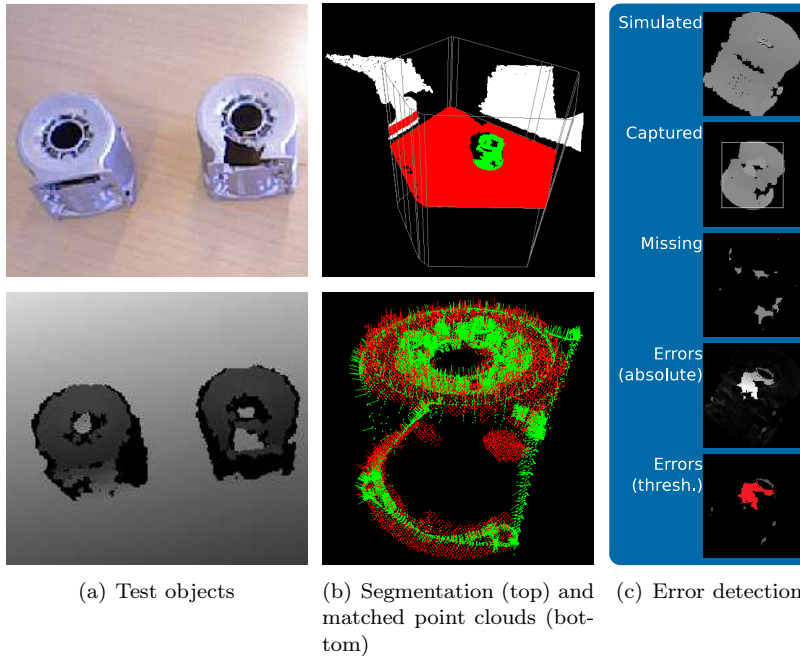 Simulated
Captured
Missing
Errors
(absolute)
Errors
(thresh.)
(a) Test objects
(b) Segmentation (top) and
matched point clouds (bot-
tom)
(c) Error detection